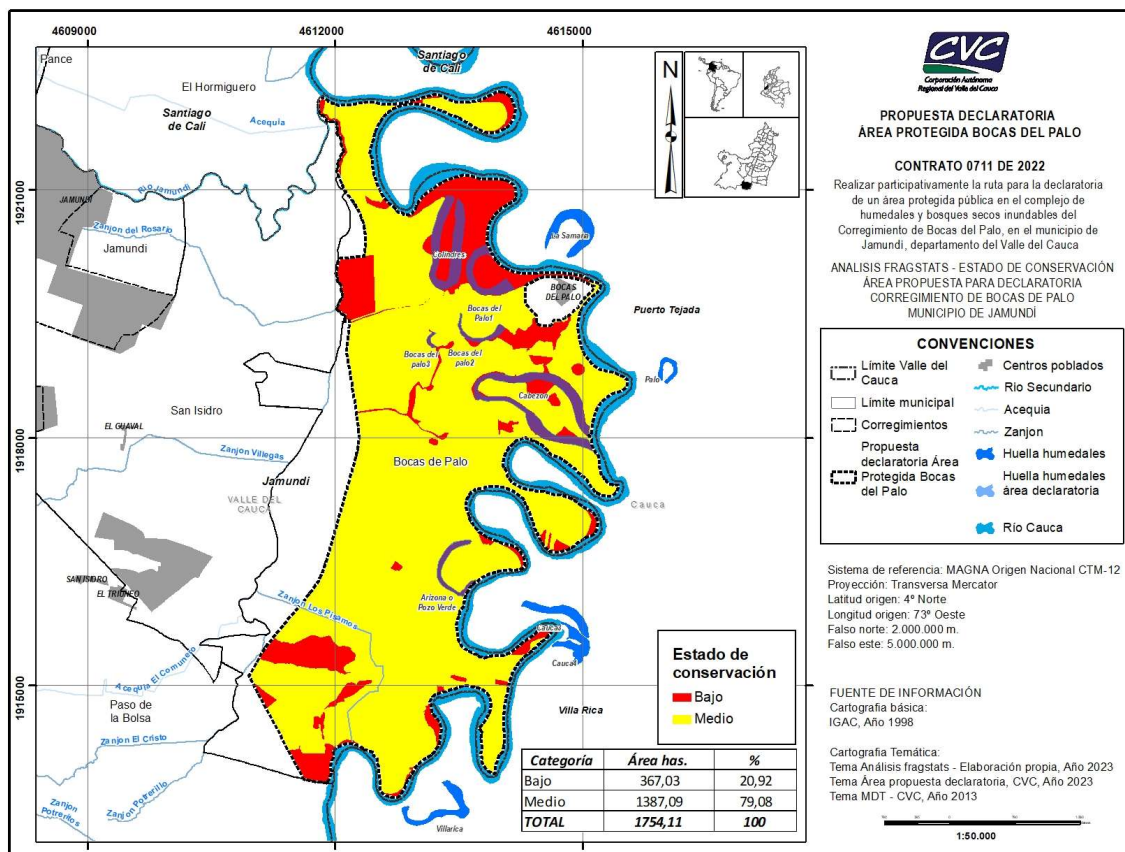 4609000
4612000
4615000
1921000
1918000
1915000
Pance
El Hormiguero
Santiago
de Cali
Santiago
de Cali
Acequia
Rio Jamundi
JAMUNDÍ
Zanjon del Rosario
Jamundi
Colindres
La Samaria
BOCAS
DEL PALO
Puerto Tejada
Bocas del
Palo1
Bocas del
palo3
Bocas del
palo2
Palo
Cabezon
San Isidro
EL GUAVAL
Zanjon Villegas
Bocas de Palo
Jamundi
VALLE DEL
CAUCA
Cauca
SAN ISIDRO
EL TRIUNFO
Arizona o
Pozo Verde
Zanjon Los Pisamos
Cauca4
Acequia El Comunero
Paso de
la Bolsa
Villa Rica
Zanjon El Cristo
Zanjon Potrerillo
Zanjon
Potreritos
Villarica
N
Estado de
conservación
Bajo
Medio
Categoría Área has. %
Bajo 367,03 20,92
Medio 1387,09 79,08
TOTAL 1754,11 100
CVC
Corporación Autónoma
Regional del Valle del Cauca
PROPUESTA DECLARATORIA
ÁREA PROTEGIDA BOCAS DEL PALO
CONTRATO 0711 DE 2022
Realizar participativamente la ruta para la declaratoria
de un área protegida pública en el complejo de
humedales y bosques secos inundables del
Corregimiento de Bocas del Palo, en el municipio de
Jamundi, departamento del Valle del Cauca
ANALISIS FRAGSTATS - ESTADO DE CONSERVACIÓN
ÁREA PROPUESTA PARA DECLARATORIA
CORREGIMIENTO DE BOCAS DE PALO
MUNICIPIO DE JAMUNDÍ
CONVENCIONES
Límite Valle del
Cauca
Límite municipal
Corregimientos
Propuesta
declaratoria Área
Protegida Bocas
del Palo
Centros poblados
Rio Secundario
Acequia
Zanjon
Huella humedales
Huella humedales
área declaratoria
Río Cauca
Sistema de referencia: MAGNA Origen Nacional CTM-12
Proyección: Transversa Mercator
Latitud origen: 4º Norte
Longitud origen: 73º Oeste
Falso norte: 2.000.000 m.
Falso este: 5.000.000 m.
FUENTE DE INFORMACIÓN
Cartografia básica:
IGAC, Año 1998
Cartografia Temática:
Tema Análisis fragstats - Elaboración propia, Año 2023
Tema Área propuesta declaratoria, CVC, Año 2023
Tema MDT - CVC, Año 2013
1:50.000